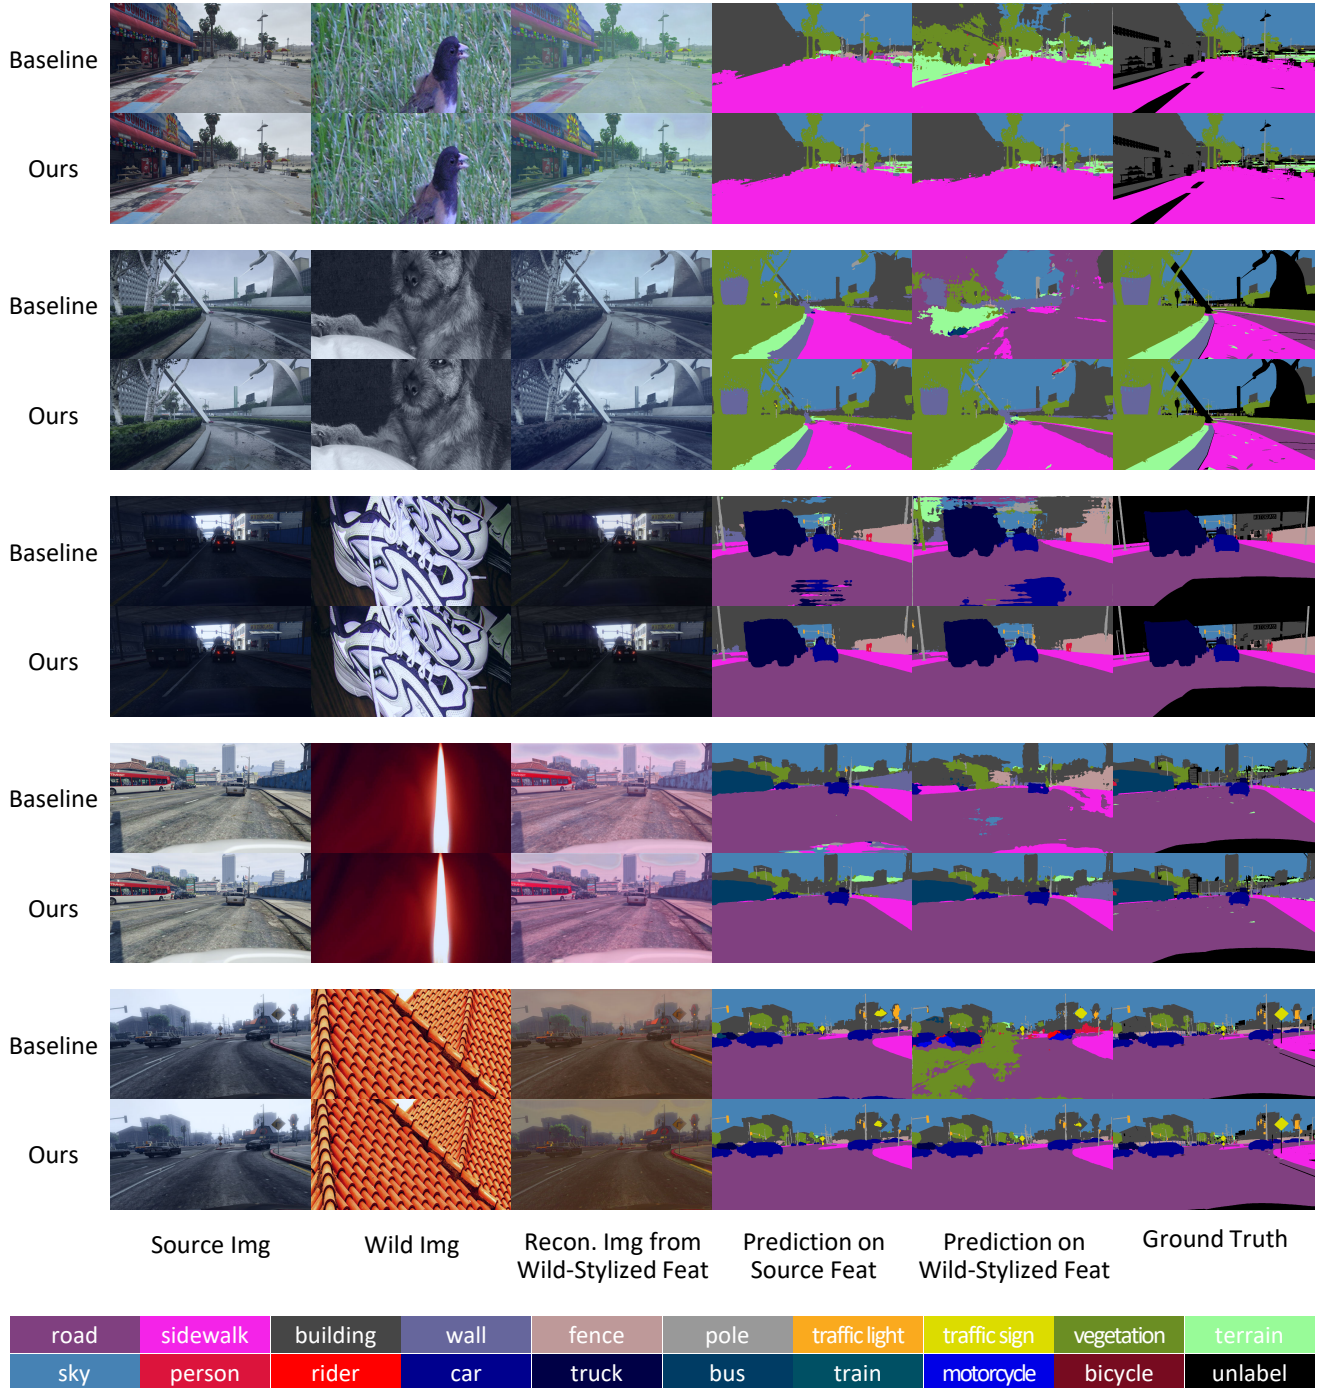 Baseline
Ours
Baseline
Ours
Baseline
Ours
Baseline
Ours
Baseline
Ours
Source Img
Wild Img
Recon. Img from
Wild-Stylized Feat
Prediction on
Source Feat
Prediction on
Wild-Stylized Feat
Ground Truth
road sidewalk building wall fence pole traffic light traffic sign vegetation terrain
sky person rider car truck bus train motorcycle bicycle unlabel